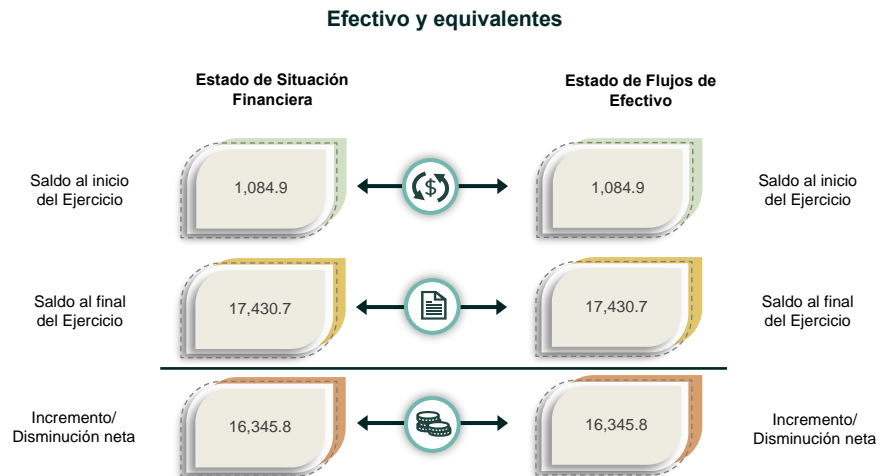 Efectivo y equivalentes
Estado de Situación
Financiera
Estado de Flujos de
Efectivo
Saldo al inicio
del Ejercicio
1,084.9
$
1,084.9
Saldo al inicio
del Ejercicio
Saldo al final
del Ejercicio
17,430.7
17,430.7
Saldo al final
del Ejercicio
Incremento/
Disminución neta
16,345.8
16,345.8
Incremento/
Disminución neta